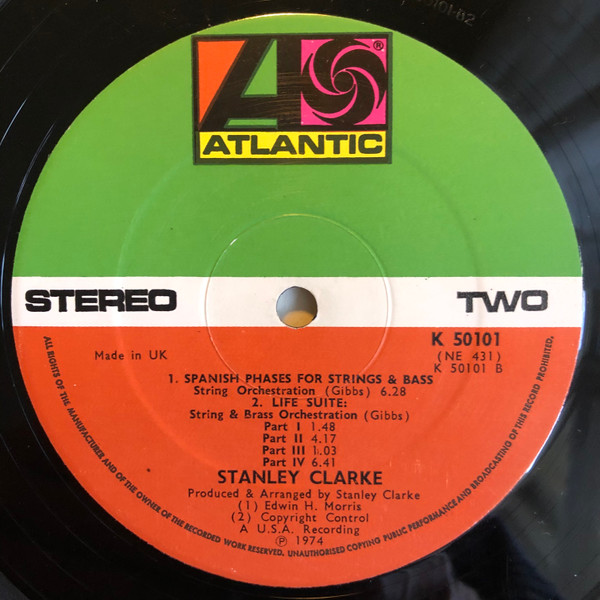 ATLANTIC
®
STEREO
TWO
K 50101
(NE 431)
K 50101 B
Made in UK
1. SPANISH PHASES FOR STRINGS & BASS
String Orchestration (Gibbs) 6.28
2. LIFE SUITE:
String & Brass Orchestration (Gibbs)
Part I 1.48
Part II 4.17
Part III 1.03
Part IV 6.41
STANLEY CLARKE
Produced & Arranged by Stanley Clarke
(1) Edwin H. Morris
(2) Copyright Control
A U.S.A. Recording
℗ 1974
ALL RIGHTS OF THE MANUFACTURER AND OF THE OWNER OF THE RECORDED WORK RESERVED. UNAUTHORISED COPYING PUBLIC PERFORMANCE AND BROADCASTING OF THIS RECORD PROHIBITED.